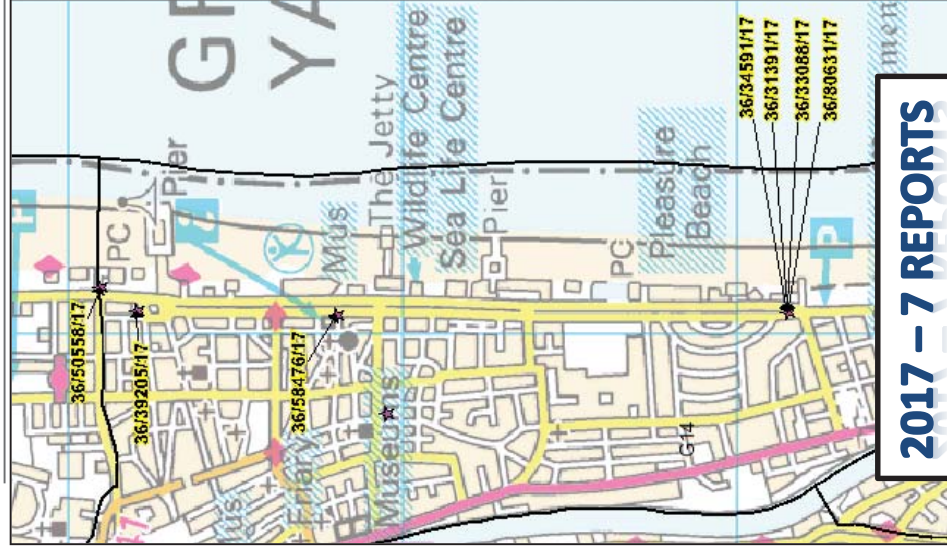 GR
YA
PC
Pier
Mus
The Jetty
Wildlife Centre
Sea Life Centre
Pier
PC
Pleasure
Beach
Museums
Friary
G14
P
36/50558/17
36/39205/17
36/58476/17
36/34591/17
36/31391/17
36/33088/17
36/80631/17
2017 – 7 REPORTS